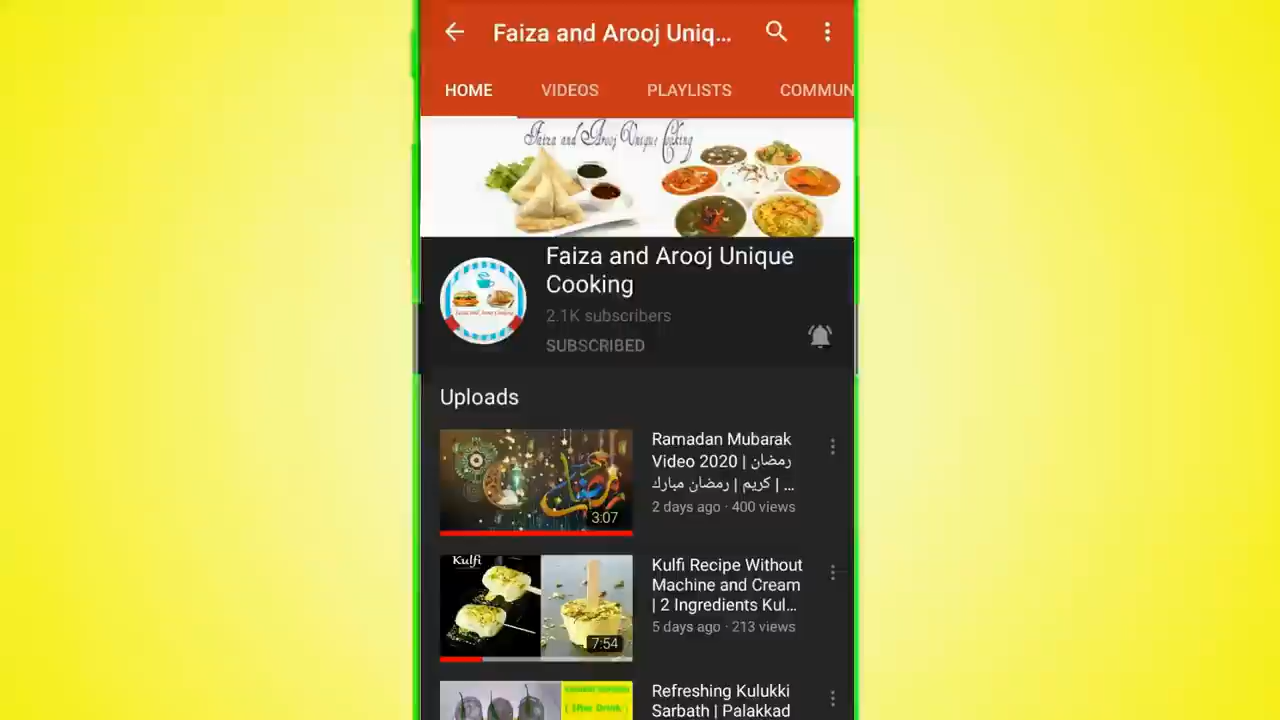 Faiza and Arooj Uniq...
HOME VIDEOS PLAYLISTS COMMUN
Faiza and Arooj Unique Cooking
Faiza and Arooj Unique
Cooking
2.1K subscribers
SUBSCRIBED
Uploads
Ramadan Mubarak
Video 2020 | رمضان
كريم | رمضان مبارك | ...
2 days ago · 400 views
3:07
Kulfi
Kulfi Recipe Without
Machine and Cream
| 2 Ingredients Kul...
5 days ago · 213 views
7:54
Refreshing Kulukki
Sarbath | Palakkad